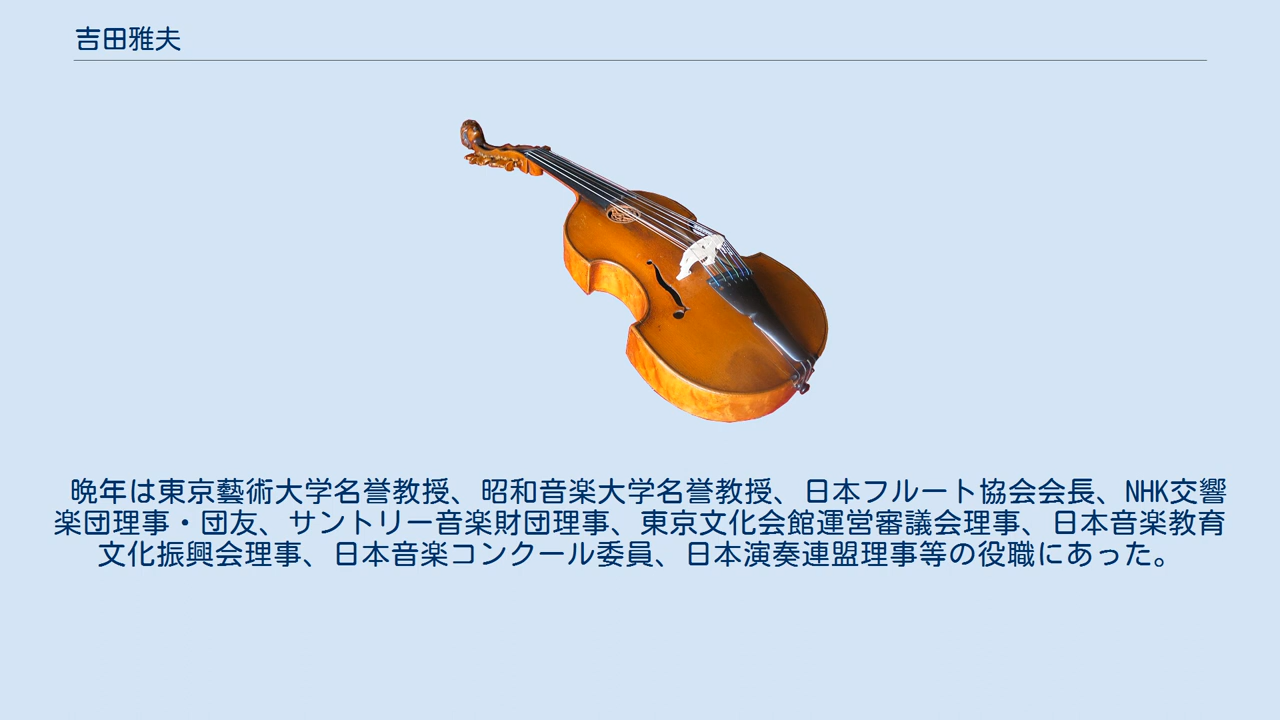 吉田雅夫
晩年は東京藝術大学名誉教授、昭和音楽大学名誉教授、日本フルート協会会長、NHK交響
楽団理事・団友、サントリー音楽財団理事、東京文化会館運営審議会理事、日本音楽教育
文化振興会理事、日本音楽コンクール委員、日本演奏連盟理事等の役職にあった。